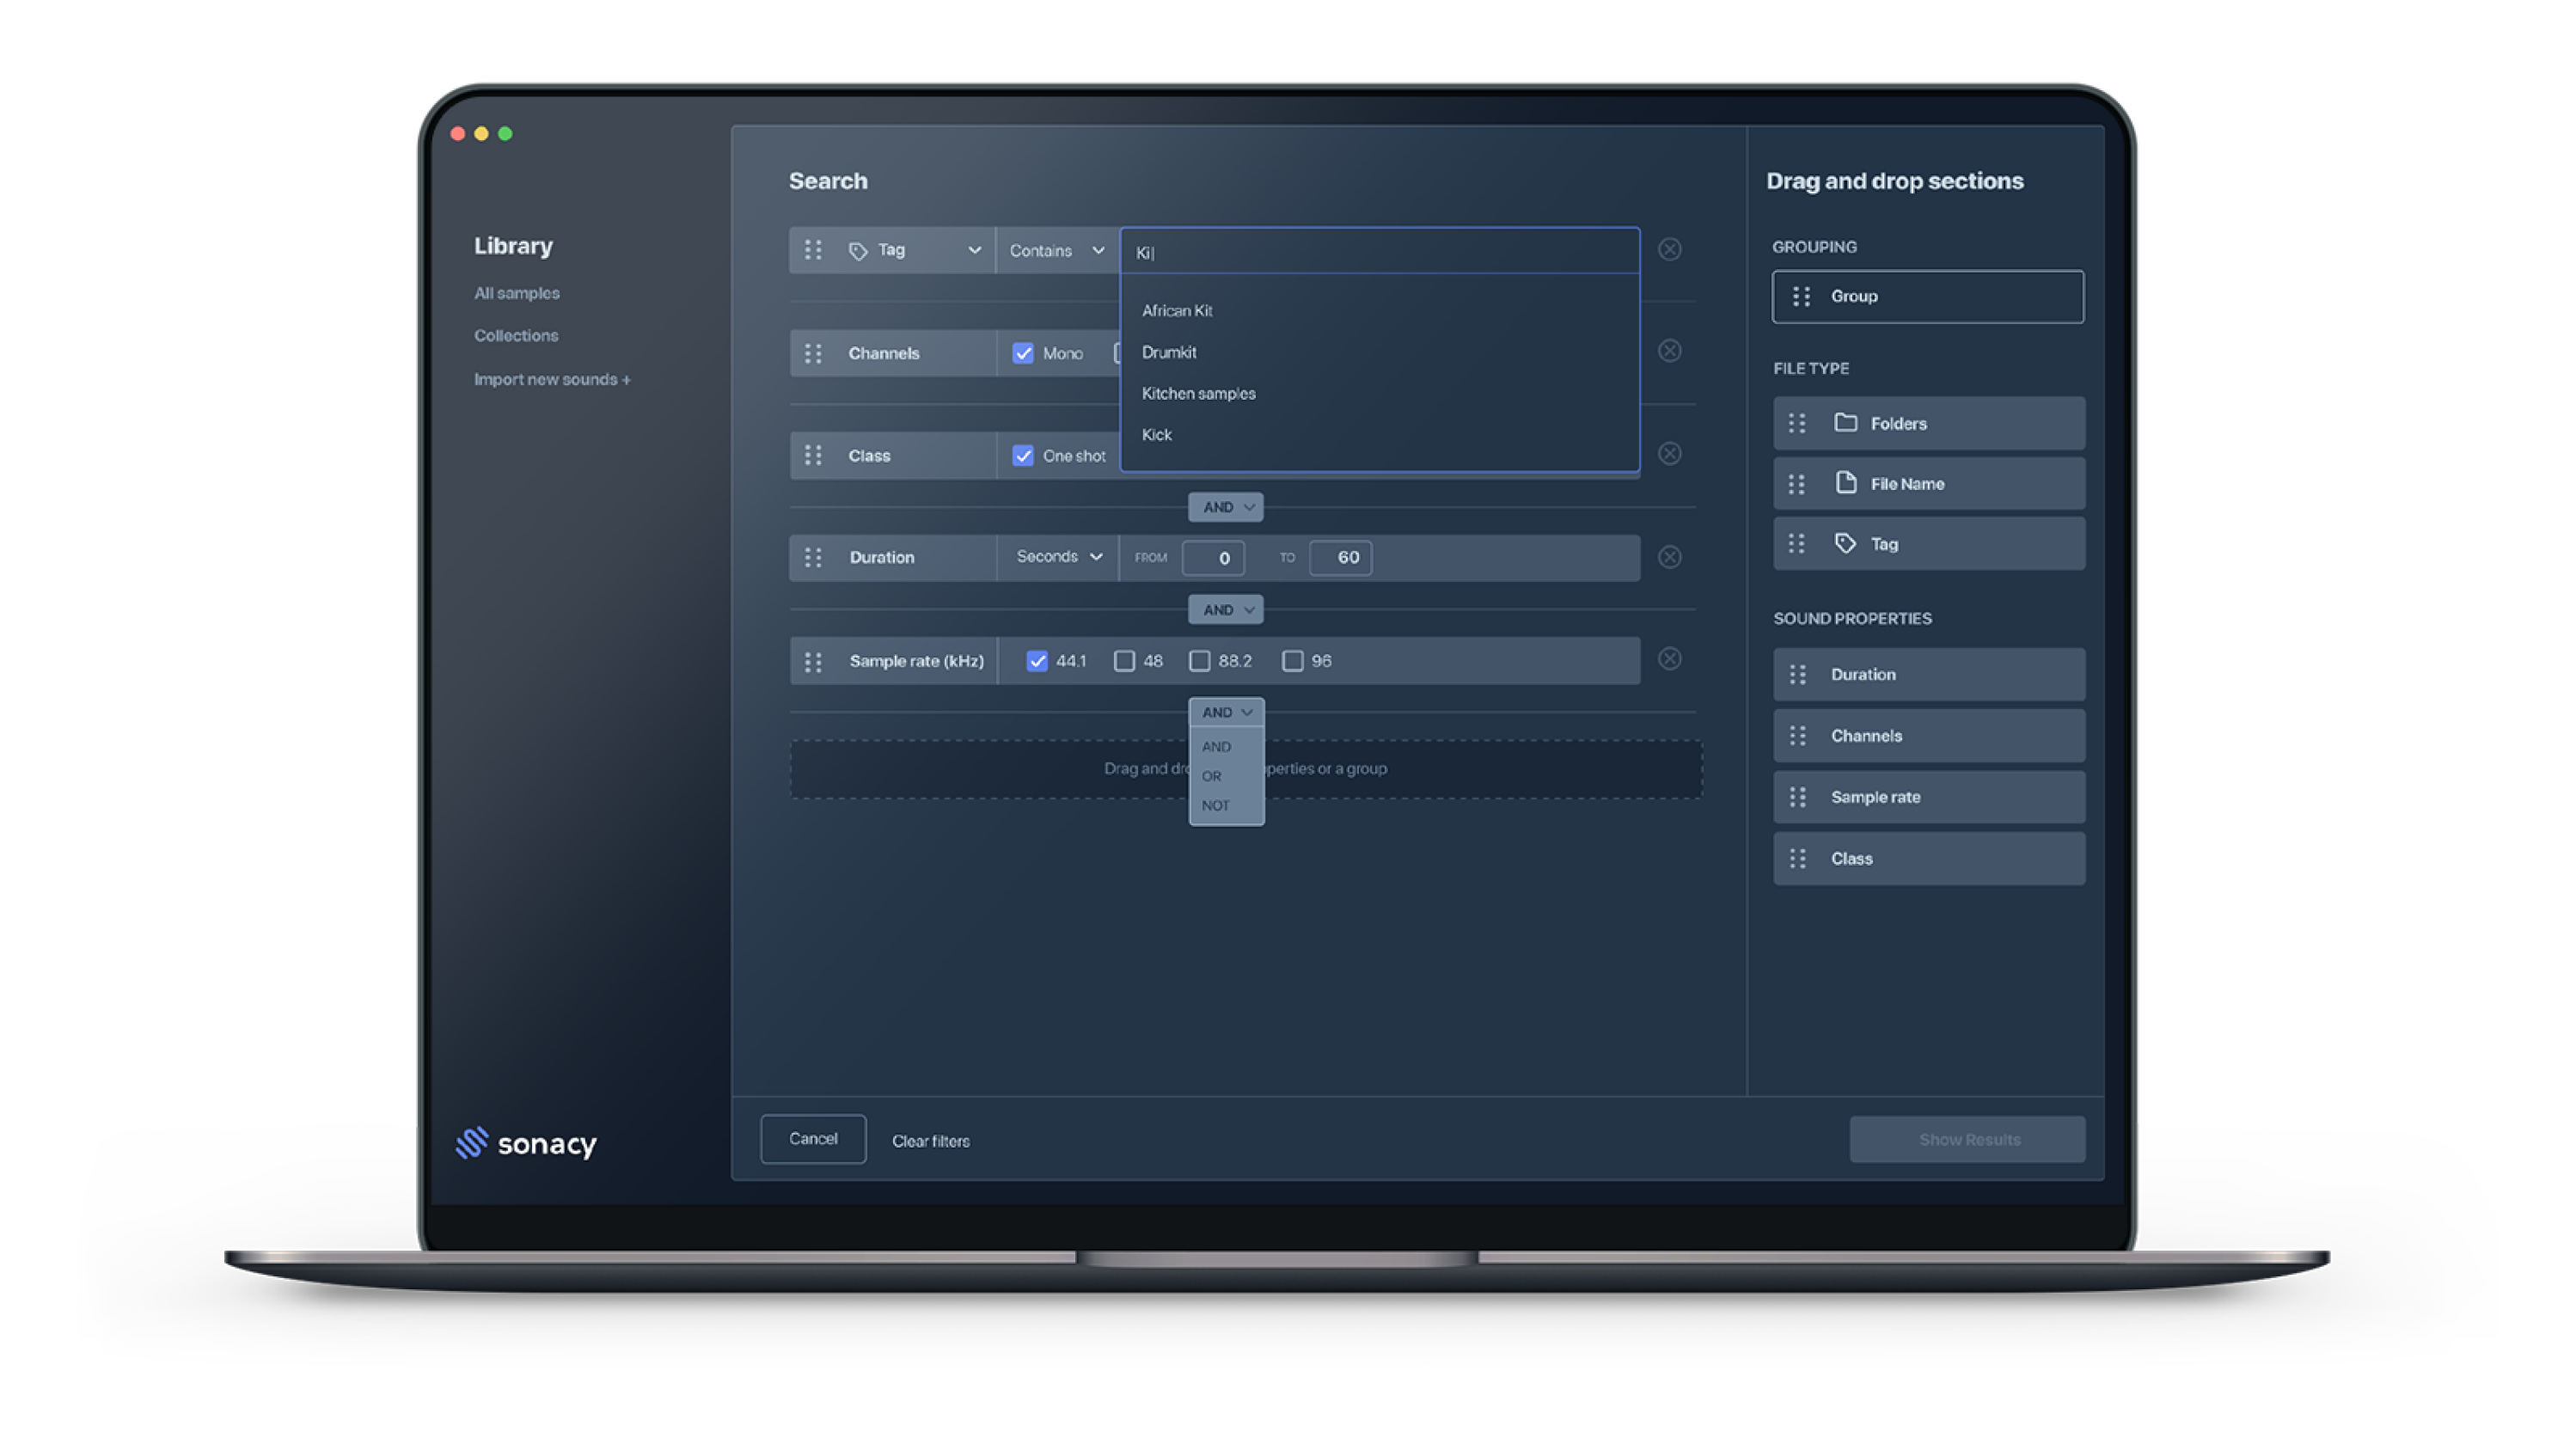 Library
All samples
Collections
Import new sounds +
sonacy
Search
Tag Contains Ki
African Kit
Drumkit
Kitchen samples
Kick
Channels Mono
Class One shot
AND
Duration Seconds FROM 0 TO 60
AND
Sample rate (kHz) 44.1 48 88.2 96
AND
AND
OR
NOT
Drag and perties or a group
Cancel Clear filters Show Results
Drag and drop sections
GROUPING
Group
FILE TYPE
Folders
File Name
Tag
SOUND PROPERTIES
Duration
Channels
Sample rate
Class